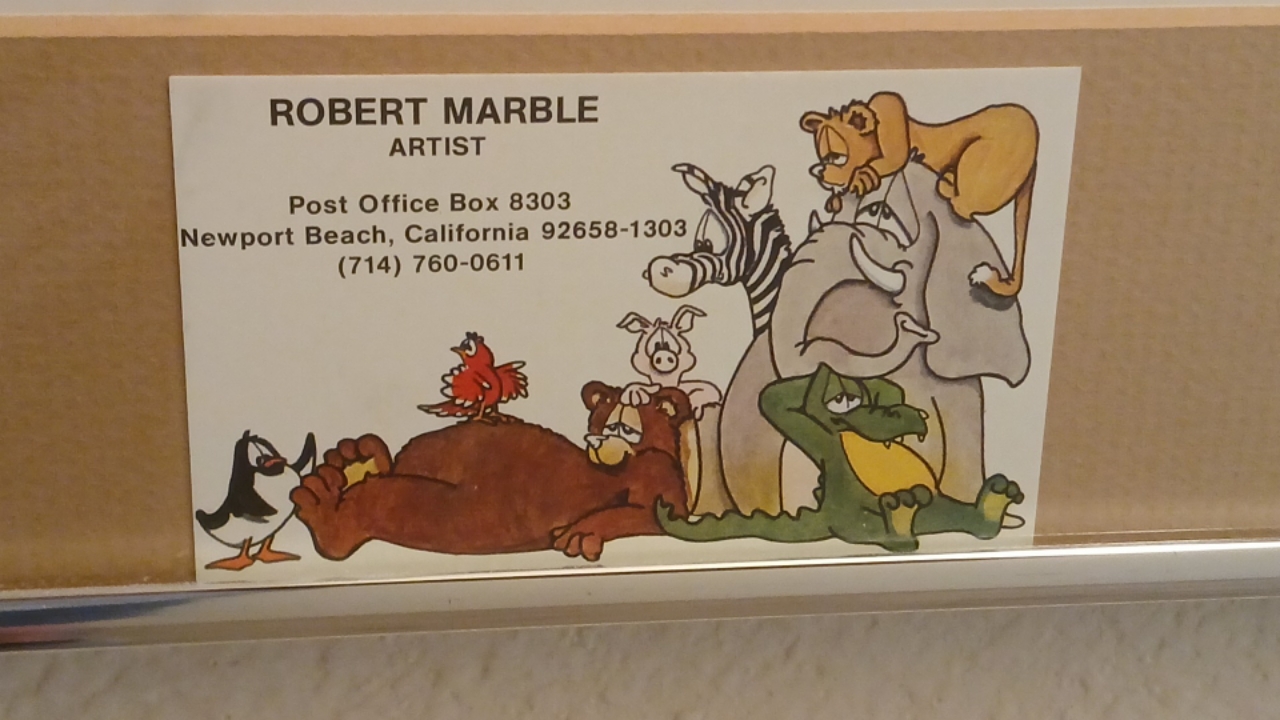 ROBERT MARBLE
ARTIST
Post Office Box 8303
Newport Beach, California 92658-1303
(714) 760-0611